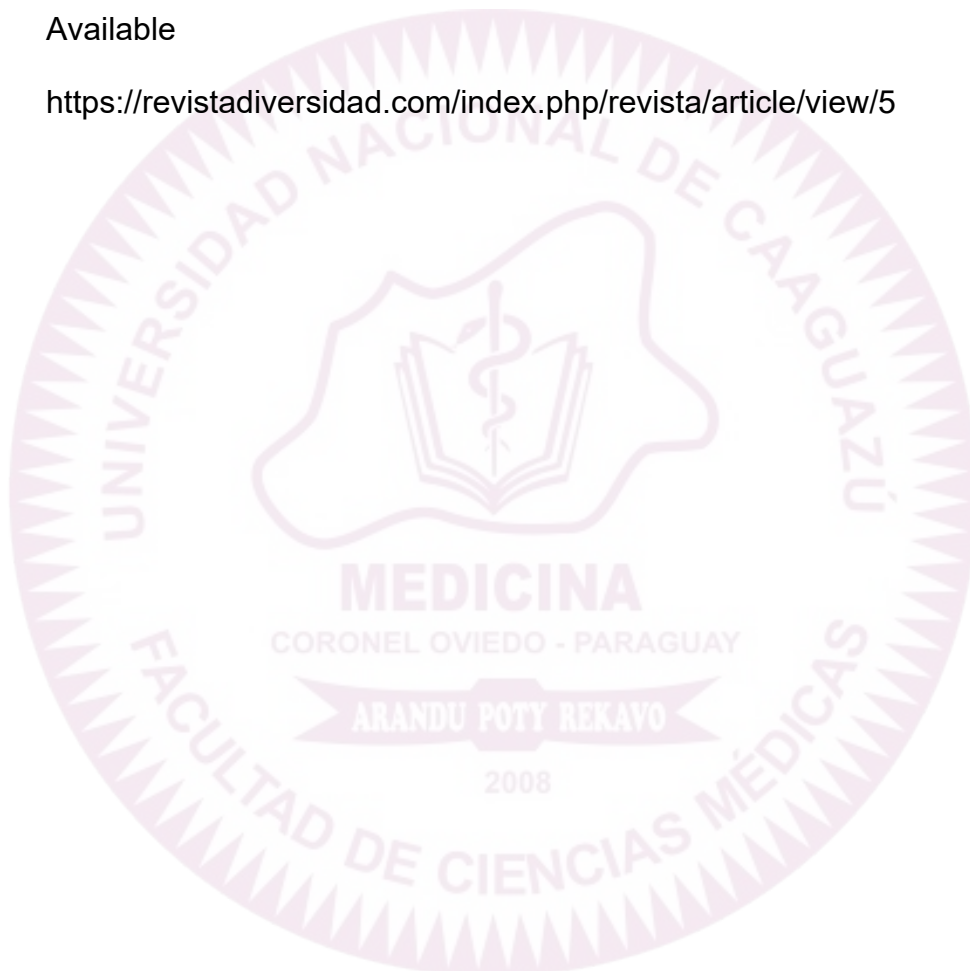 Available
https://revistadiversidad.com/index.php/revista/article/view/5
UNIVERSIDAD NACIONAL DE CAAGUAZÚ
MEDICINA
CORONEL OVIEDO - PARAGUAY
ARANDU POTY REKAVO
2008
FACULTAD DE CIENCIAS MÉDICAS